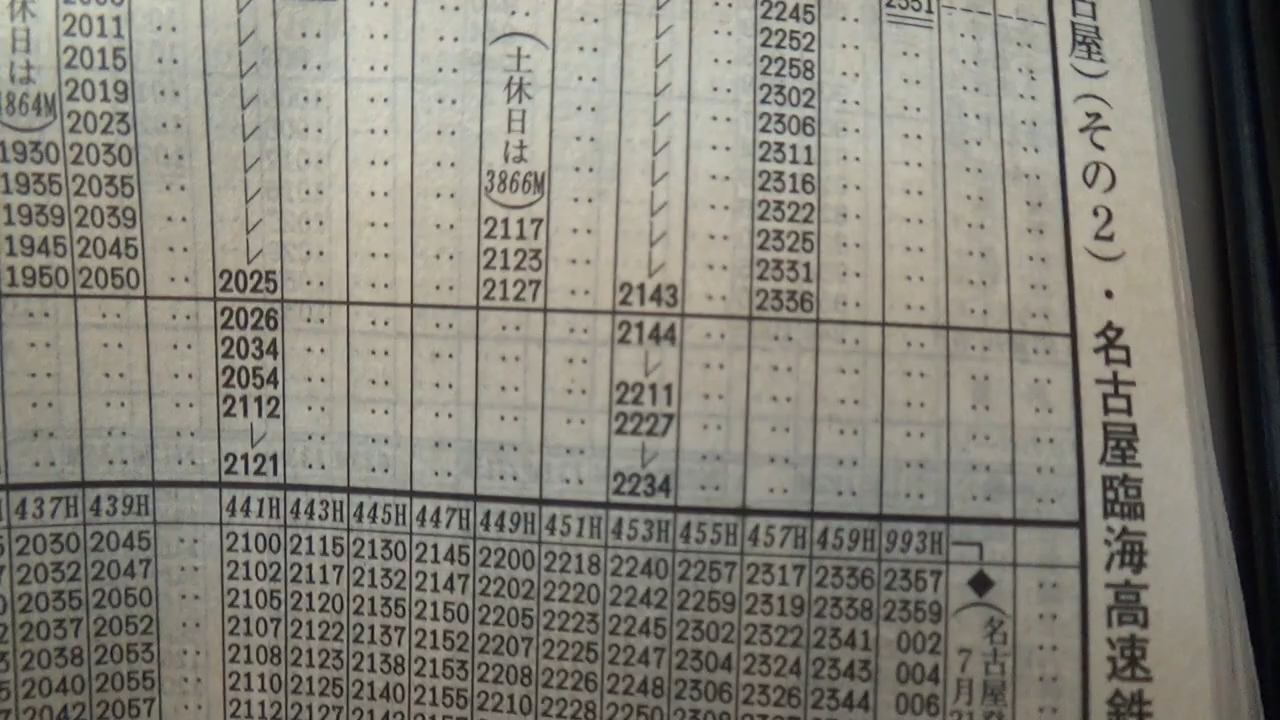 休 2011 2245 2351
日 2015 ( 2252
は 2019 土 2258
1864M 2023 休 2302
1930 2030 日 2306
1935 2035 は 2311
1939 2039 3866M 2316
1945 2045 ) 2322
1950 2050 2117 2325
2123 2331
2025 2127 2143 2336
2026 2144
2034
2054 2211
2112 2227
2121 2234
437H 439H 441H 443H 445H 447H 449H 451H 453H 455H 457H 459H 993H
2030 2045 2100 2115 2130 2145 2200 2218 2240 2257 2317 2336 2357 ◆
2032 2047 2102 2117 2132 2147 2202 2220 2242 2259 2319 2338 2359
2035 2050 2105 2120 2135 2150 2205 2223 2245 2302 2322 2341 002
2037 2052 2107 2122 2137 2152 2207 2225 2247 2304 2324 2343 004
2038 2053 2108 2123 2138 2153 2208 2226 2248 2306 2326 2344 006
2040 2055 2110 2125 2140 2155 2210 2228
2042 2057 2112 2127
(名古屋
7月
古屋)(その2)・名古屋臨海高速鉄